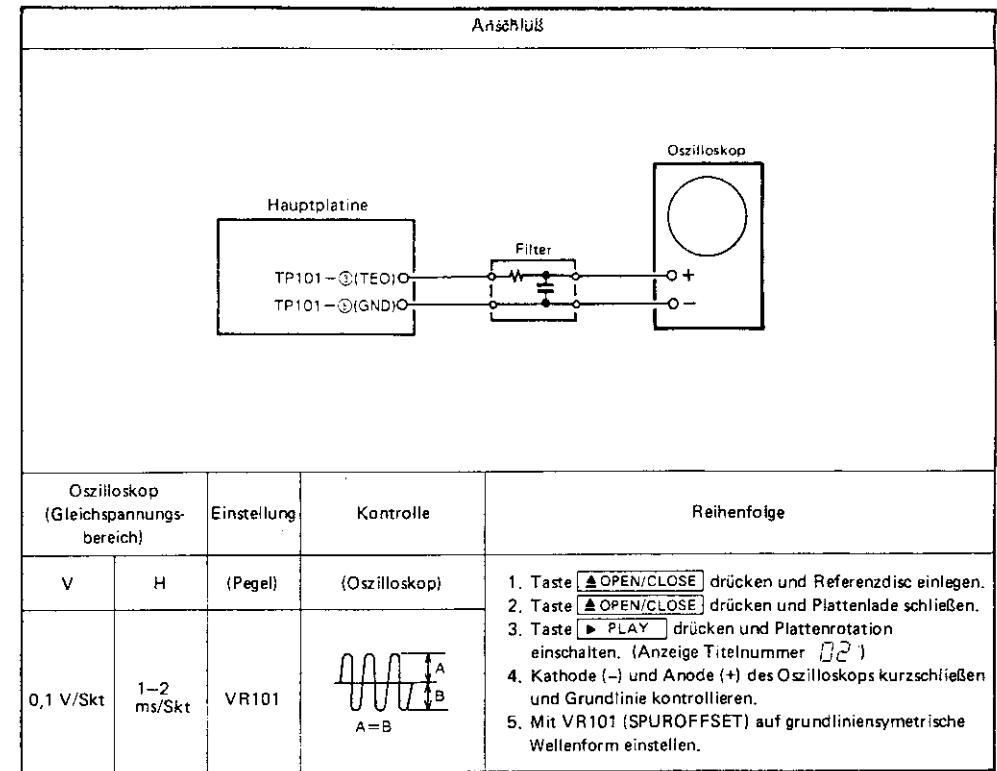 Anschluß
Oszilloskop
Hauptplatine
Filter
TP101–③(TEO)
+
TP101–⑤(GND)
–
Oszilloskop
(Gleichspannungs-
bereich)
Einstellung
Kontrolle
Reihenfolge
V
H
(Pegel)
(Oszilloskop)
0,1 V/Skt
1–2
ms/Skt
VR101
A
B
A=B
1. Taste ▲OPEN/CLOSE drücken und Referenzdisc einlegen.
2. Taste ▲OPEN/CLOSE drücken und Plattenlade schließen.
3. Taste ► PLAY drücken und Plattenrotation
einschalten. (Anzeige Titelnummer 02)
4. Kathode (–) und Anode (+) des Oszilloskops kurzschließen
und Grundlinie kontrollieren.
5. Mit VR101 (SPUROFFSET) auf grundliniensymetrische
Wellenform einstellen.